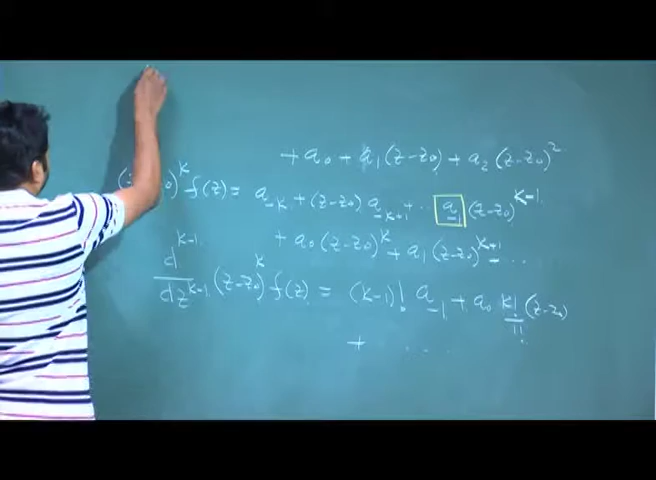 + a₀ + a₁(z-z₀) + a₂(z-z₀)²
)ᵏ f(z) = a₋ₖ + (z-z₀) a₋ₖ₊₁ + ·· a₋₁ (z-z₀)ᵏ⁻¹
+ a₀(z-z₀)ᵏ + a₁(z-z₀)ᵏ⁺¹ + ....
dᵏ⁻¹/dzᵏ⁻¹ (z-z₀)ᵏ f(z) = (k-1)! a₋₁ + a₀ k!/1! (z-z₀)
+ ....